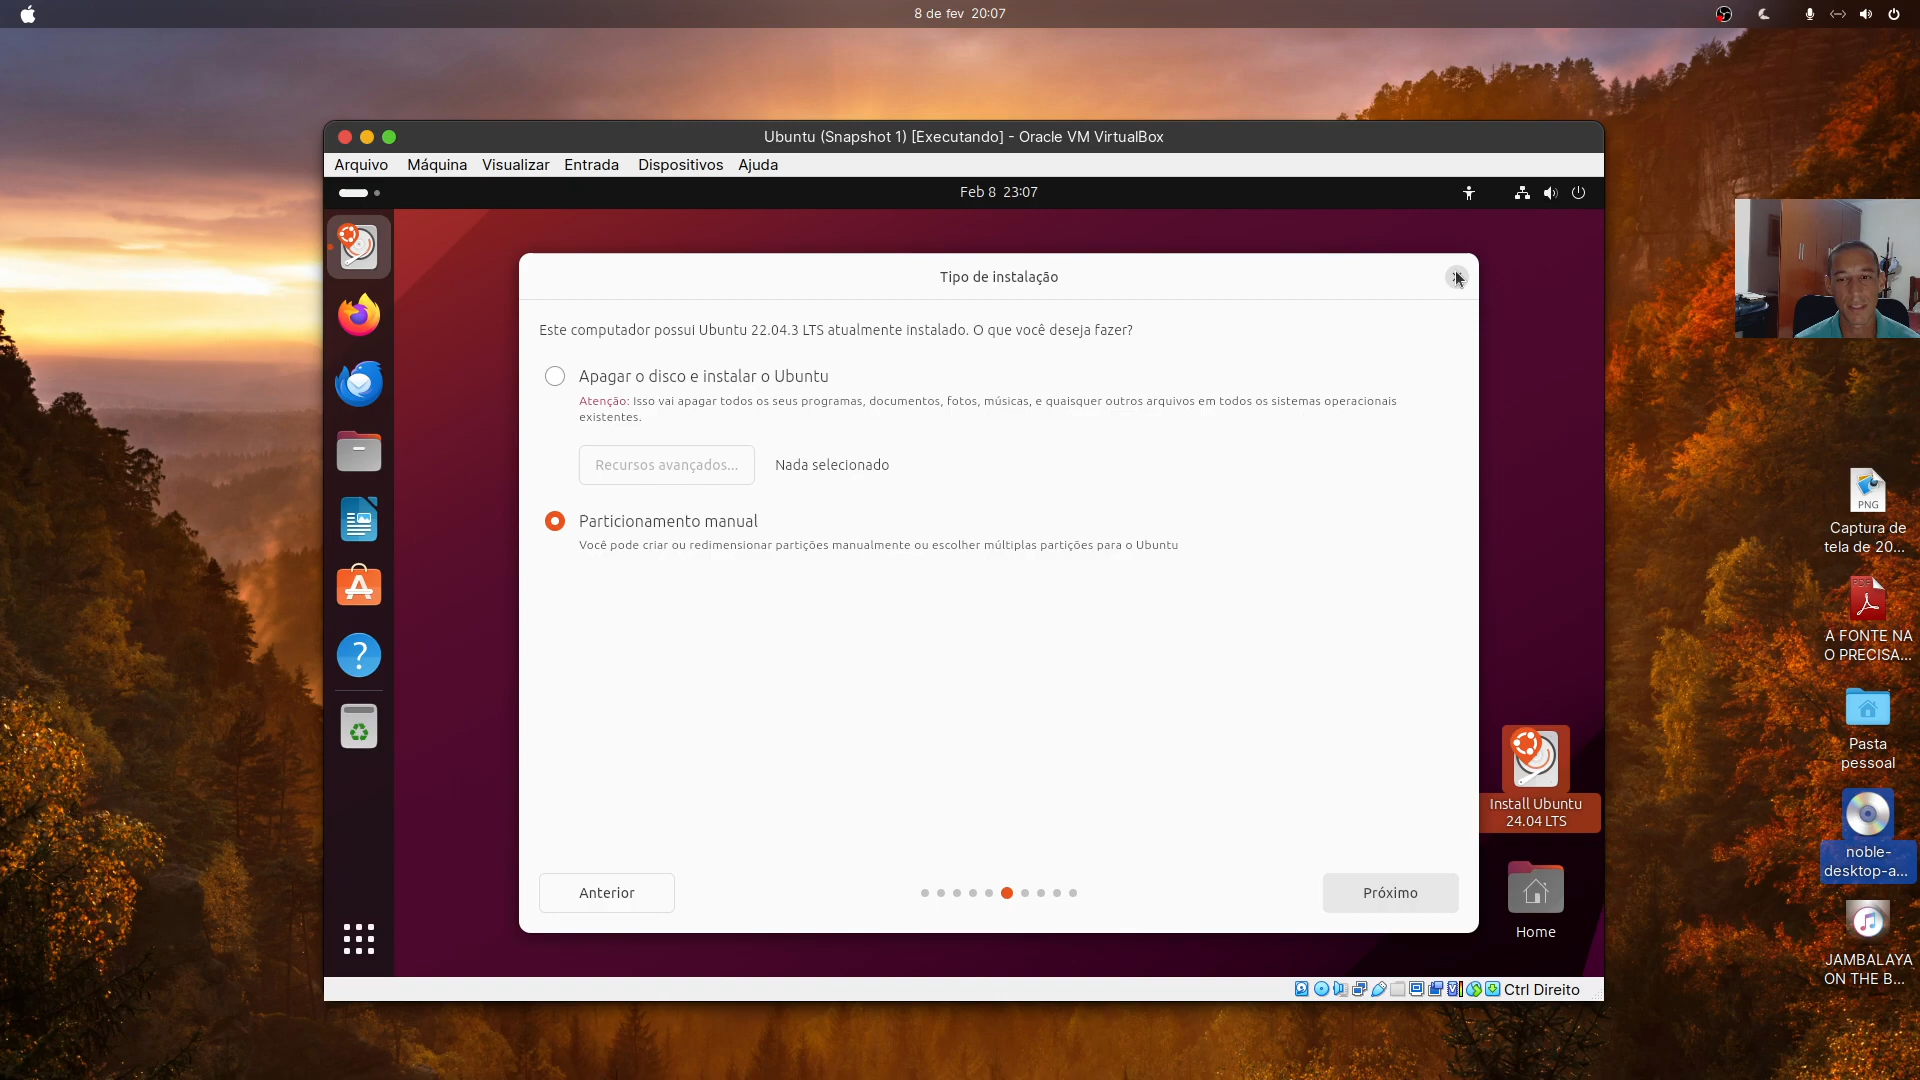 8 de fev 20:07
Ubuntu (Snapshot 1) [Executando] - Oracle VM VirtualBox
Arquivo Máquina Visualizar Entrada Dispositivos Ajuda
Feb 8 23:07
Tipo de instalação
Este computador possui Ubuntu 22.04.3 LTS atualmente instalado. O que você deseja fazer?
Apagar o disco e instalar o Ubuntu
Atenção: Isso vai apagar todos os seus programas, documentos, fotos, músicas, e quaisquer outros arquivos em todos os sistemas operacionais
existentes.
Recursos avançados... Nada selecionado
Particionamento manual
Você pode criar ou redimensionar partições manualmente ou escolher múltiplas partições para o Ubuntu
Anterior
Próximo
Install Ubuntu
24.04 LTS
Home
Ctrl Direito
PNG
Captura de
tela de 20...
PDF
A FONTE NA
O PRECISA...
Pasta
pessoal
noble-
desktop-a...
JAMBALAYA
ON THE B...